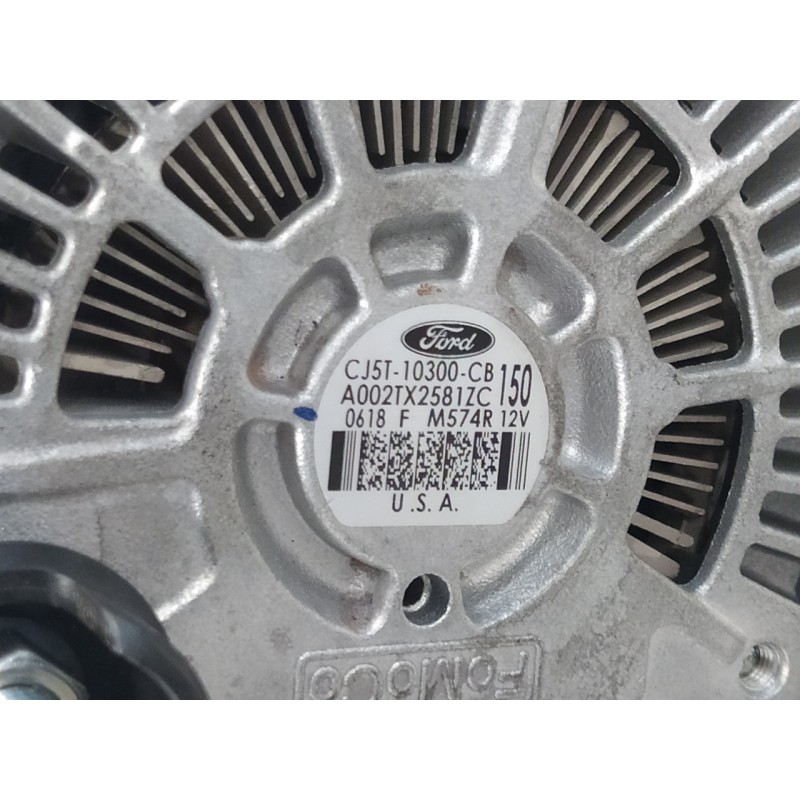 Ford
CJ5T-10300-CB 150
A002TX2581ZC
0618 F M574R 12V
U.S.A.
FoMoCo